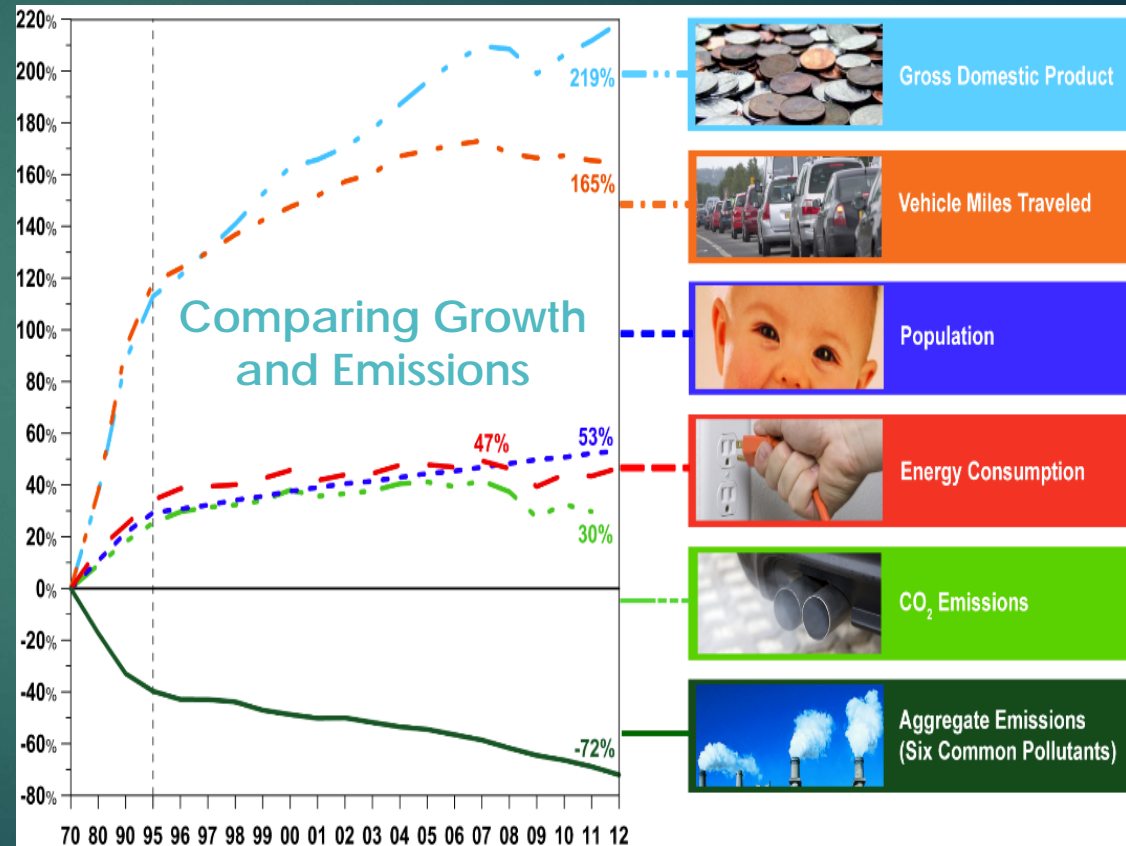 220%
200%
180%
160%
140%
120%
100%
80%
60%
40%
20%
0%
-20%
-40%
-60%
-80%
70 80 90 95 96 97 98 99 00 01 02 03 04 05 06 07 08 09 10 11 12
219%
165%
Comparing Growth
and Emissions
47%
53%
30%
-72%
Gross Domestic Product
Vehicle Miles Traveled
Population
Energy Consumption
CO₂ Emissions
Aggregate Emissions
(Six Common Pollutants)